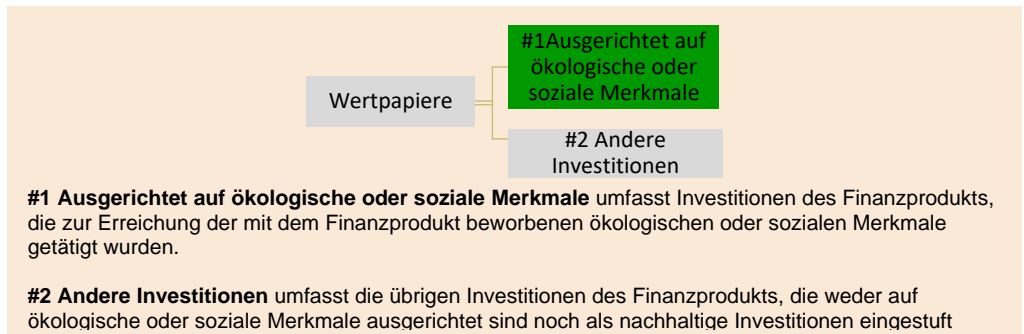 #1Ausgerichtet auf
ökologische oder
soziale Merkmale
Wertpapiere
#2 Andere
Investitionen
#1 Ausgerichtet auf ökologische oder soziale Merkmale umfasst Investitionen des Finanzprodukts,
die zur Erreichung der mit dem Finanzprodukt beworbenen ökologischen oder sozialen Merkmale
getätigt wurden.
#2 Andere Investitionen umfasst die übrigen Investitionen des Finanzprodukts, die weder auf
ökologische oder soziale Merkmale ausgerichtet sind noch als nachhaltige Investitionen eingestuft